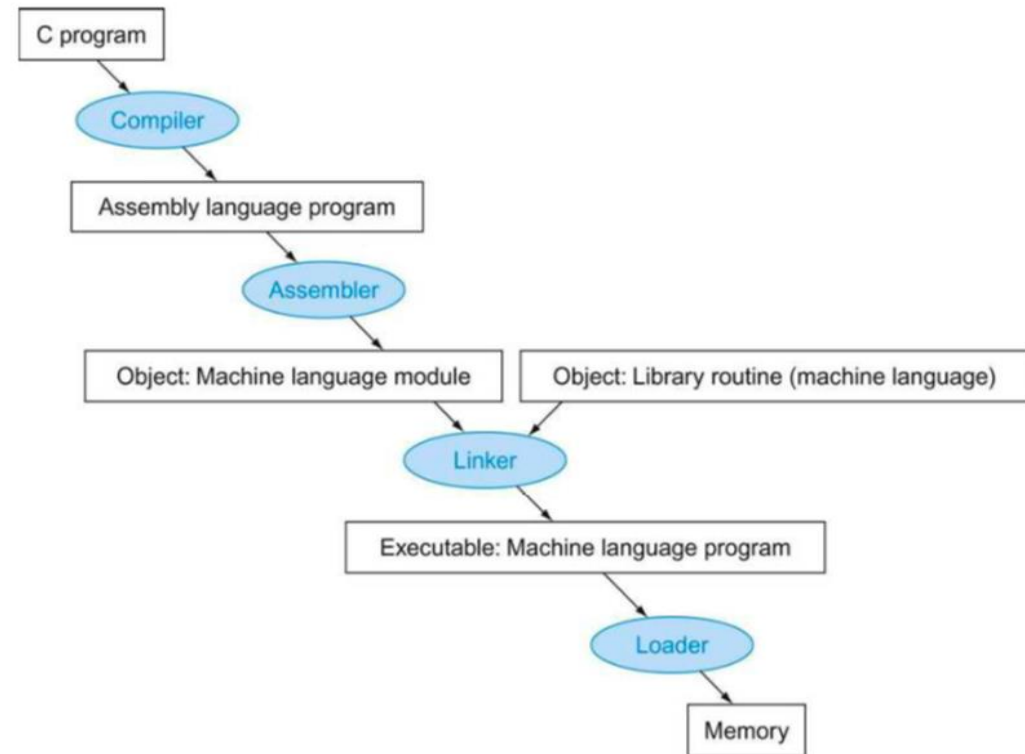 C program
Compiler
Assembly language program
Assembler
Object: Machine language module
Object: Library routine (machine language)
Linker
Executable: Machine language program
Loader
Memory